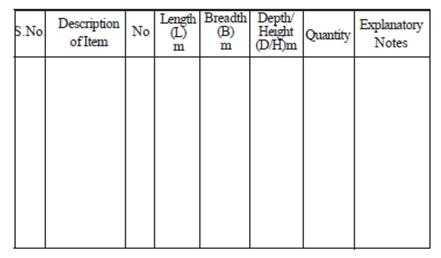 S.No
Description
of Item
No
Length
(L)
m
Breadth
(B)
m
Depth/
Height
(D/H)m
Quantity
Explanatory
Notes